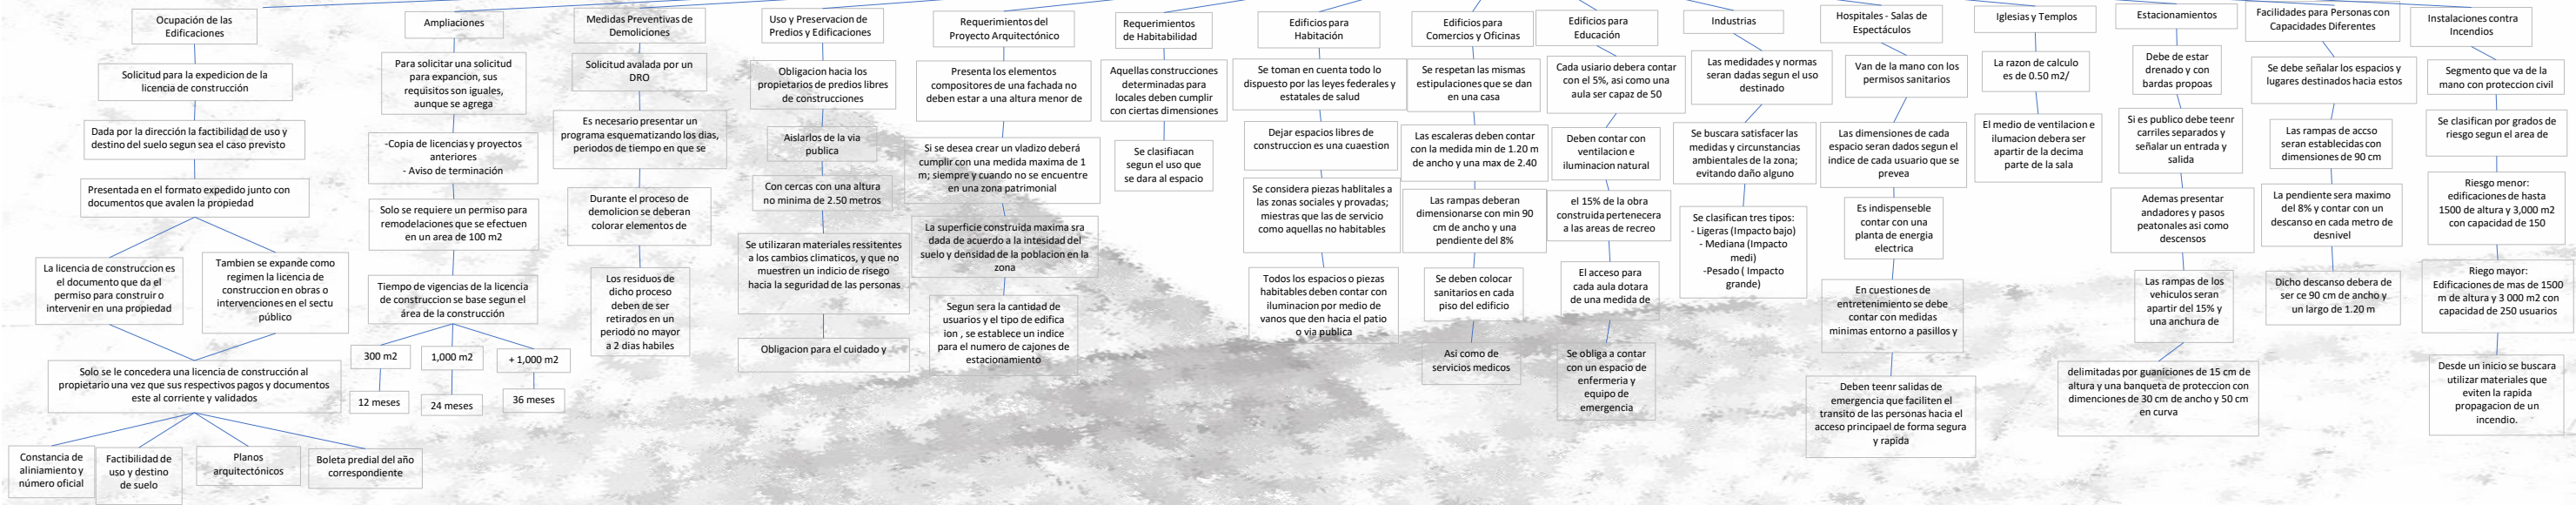 Ocupación de las
Edificaciones
Solicitud para la expedicion de la
licencia de construcción
Dada por la dirección la factibilidad de uso y
destino del suelo segun sea el caso previsto
Presentada en el formato expedido junto con
documentos que avalen la propiedad
La licencia de construccion es
el documento que da el
permiso para construir o
intervenir en una propiedad
Tambien se expande como
regimen la licencia de
construccion en obras o
intervenciones en el sectu
público
Solo se le concedera una licencia de construcción al
propietario una vez que sus respectivos pagos y documentos
este al corriente y validados
Constancia de
aliniamiento y
número oficial
Factibilidad de
uso y destino
de suelo
Planos
arquitectónicos
Boleta predial del año
correspondiente
Ampliaciones
Para solicitar una solicitud
para expancion, sus
requisitos son iguales,
aunque se agrega
-Copia de licencias y proyectos
anteriores
- Aviso de terminación
Solo se requiere un permiso para
remodelaciones que se efectuen
en un area de 100 m2
Tiempo de vigencias de la licencia
de construccion se base segun el
área de la construcción
300 m2
1,000 m2
+ 1,000 m2
12 meses
24 meses
36 meses
Medidas Preventivas de
Demoliciones
Solicitud avalada por un
DRO
Es necesario presentar un
programa esquematizando los dias,
periodos de tiempo en que se
Durante el proceso de
demolicion se deberan
colorar elementos de
Los residuos de
dicho proceso
deben de ser
retirados en un
periodo no mayor
a 2 dias habiles
Uso y Preservacion de
Predios y Edificaciones
Obligacion hacia los
propietarios de predios libres
de construcciones
Aislarlos de la via
publica
Con cercas con una altura
no minima de 2.50 metros
Se utilizaran materiales ressitentes
a los cambios climaticos, y que no
muestren un indicio de risego
hacia la seguridad de las personas
Obligacion para el cuidado y
Requerimientos del
Proyecto Arquitectónico
Presenta los elementos
compositores de una fachada no
deben estar a una altura menor de
Si se desea crear un vladizo deberá
cumplir con una medida maxima de 1
m; siempre y cuando no se encuentre
en una zona patrimonial
La superficie construida maxima sra
dada de acuerdo a la intesidad del
suelo y densidad de la poblacion en la
zona
Segun sera la cantidad de
usuarios y el tipo de edifica
ion , se establece un indice
para el numero de cajones de
estacionamiento
Requerimientos
de Habitabilidad
Aquellas construcciones
determinadas para
locales deben cumplir
con ciertas dimensiones
Se clasifiacan
segun el uso que
se dara al espacio
Edificios para
Habitación
Se toman en cuenta todo lo
dispuesto por las leyes federales y
estatales de salud
Dejar espacios libres de
construccion es una cuaestion
Se considera piezas hablitales a
las zonas sociales y provadas;
miestras que las de servicio
como aquellas no habitables
Todos los espacios o piezas
habitables deben contar con
iluminacion por medio de
vanos que den hacia el patio
o via publica
Edificios para
Comercios y Oficinas
Se respetan las mismas
estipulaciones que se dan
en una casa
Las escaleras deben contar
con la medida min de 1.20 m
de ancho y una max de 2.40
Las rampas deberan
dimensionarse con min 90
cm de ancho y una
pendiente del 8%
Se deben colocar
sanitarios en cada
piso del edificio
Asi como de
servicios medicos
Edificios para
Educación
Cada usiario debera contar
con el 5%, asi como una
aula ser capaz de 50
Deben contar con
ventilacion e
iluminacion natural
el 15% de la obra
construida pertenecera
a las areas de recreo
El acceso para
cada aula dotara
de una medida de
Se obliga a contar
con un espacio de
enfermeria y
equipo de
emergencia
Industrias
Las medidades y normas
seran dadas segun el uso
destinado
Se buscara satisfacer las
medidas y circustancias
ambientales de la zona;
evitando daño alguno
Se clasifican tres tipos:
- Ligeras (Impacto bajo)
- Mediana (Impacto
medi)
-Pesado ( Impacto
grande)
Hospitales - Salas de
Espectáculos
Van de la mano con los
permisos sanitarios
Las dimensiones de cada
espacio seran dados segun el
indice de cada usuario que se
prevea
Es indispenseble
contar con una
planta de energia
electrica
En cuestiones de
entretenimiento se debe
contar con medidas
minimas entorno a pasillos y
Deben teenr salidas de
emergencia que faciliten el
transito de las personas hacia el
acceso principael de forma segura
y rapida
Iglesias y Templos
La razon de calculo
es de 0.50 m2/
El medio de ventilacion e
ilumacion debera ser
apartir de la decima
parte de la sala
Estacionamientos
Debe de estar
drenado y con
bardas propoas
Si es publico debe teenr
carriles separados y
señalar un entrada y
salida
Ademas presentar
andadores y pasos
peatonales asi como
descensos
Las rampas de los
vehiculos seran
apartir del 15% y
una anchura de
delimitadas por guaniciones de 15 cm de
altura y una banqueta de proteccion con
dimenciones de 30 cm de ancho y 50 cm
en curva
Facilidades para Personas con
Capacidades Diferentes
Se debe señalar los espacios y
lugares destinados hacia estos
Las rampas de accso
seran establecidas con
dimensiones de 90 cm
La pendiente sera maximo
del 8% y contar con un
descanso en cada metro de
desnivel
Dicho descanso debera de
ser ce 90 cm de ancho y
un largo de 1.20 m
Instalaciones contra
Incendios
Segmento que va de la
mano con proteccion civil
Se clasifican por grados de
riesgo segun el area de
Riesgo menor:
edificaciones de hasta
1500 de altura y 3,000 m2
con capacidad de 150
Riego mayor:
Edificaciones de mas de 1500
m de altura y 3 000 m2 con
capacidad de 250 usuarios
Desde un inicio se buscara
utilizar materiales que
eviten la rapida
propagacion de un
incendio.